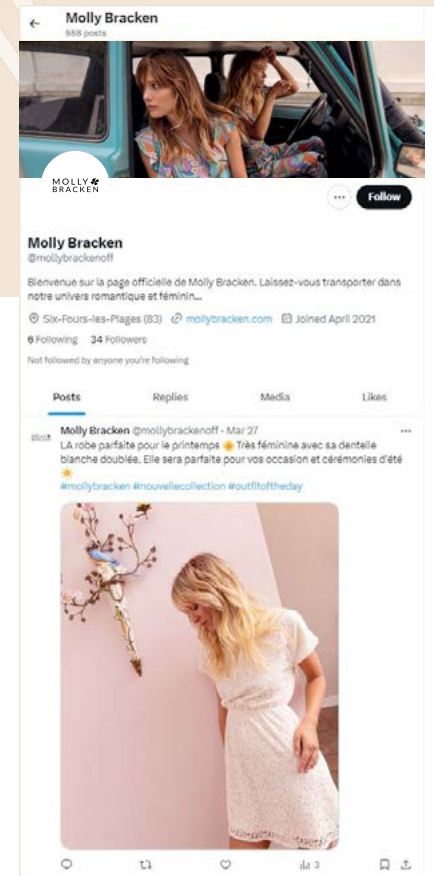 Molly Bracken
558 posts
MOLLY
BRACKEN
Follow
Molly Bracken
@mollybrackenoff
Bienvenue sur la page officielle de Molly Bracken. Laissez-vous transporter dans
notre univers romantique et féminin...
Six-Fours-les-Plages (83) mollybracken.com Joined April 2021
6 Following 34 Followers
Not followed by anyone you're following
Posts Replies Media Likes
Molly Bracken @mollybrackenoff · Mar 27
LA robe parfaite pour le printemps ☀️ Très féminine avec sa dentelle
blanche doublée. Elle sera parfaite pour vos occasion et cérémonies d'été
☀️
#mollybracken #nouvellecollection #outfitoftheday
3